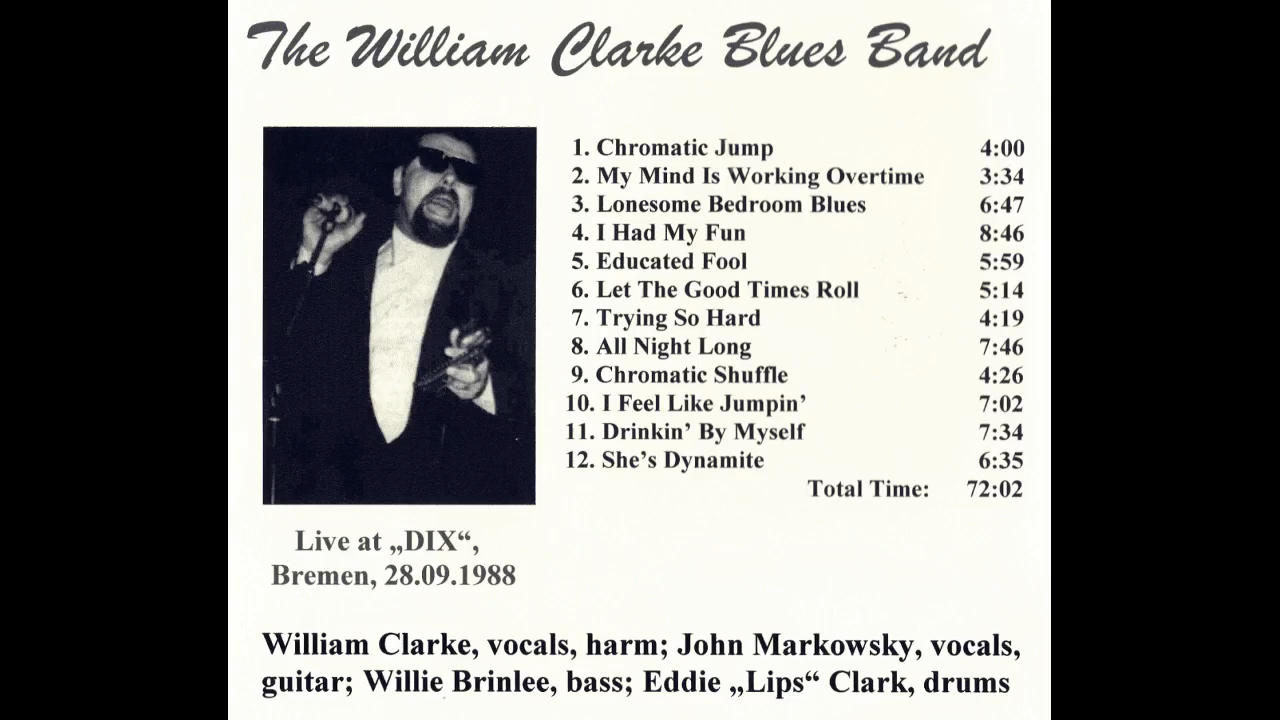 The William Clarke Blues Band
1. Chromatic Jump 4:00
2. My Mind Is Working Overtime 3:34
3. Lonesome Bedroom Blues 6:47
4. I Had My Fun 8:46
5. Educated Fool 5:59
6. Let The Good Times Roll 5:14
7. Trying So Hard 4:19
8. All Night Long 7:46
9. Chromatic Shuffle 4:26
10. I Feel Like Jumpin’ 7:02
11. Drinkin’ By Myself 7:34
12. She’s Dynamite 6:35
Total Time: 72:02
Live at „DIX“,
Bremen, 28.09.1988
William Clarke, vocals, harm; John Markowsky, vocals,
guitar; Willie Brinlee, bass; Eddie „Lips“ Clark, drums